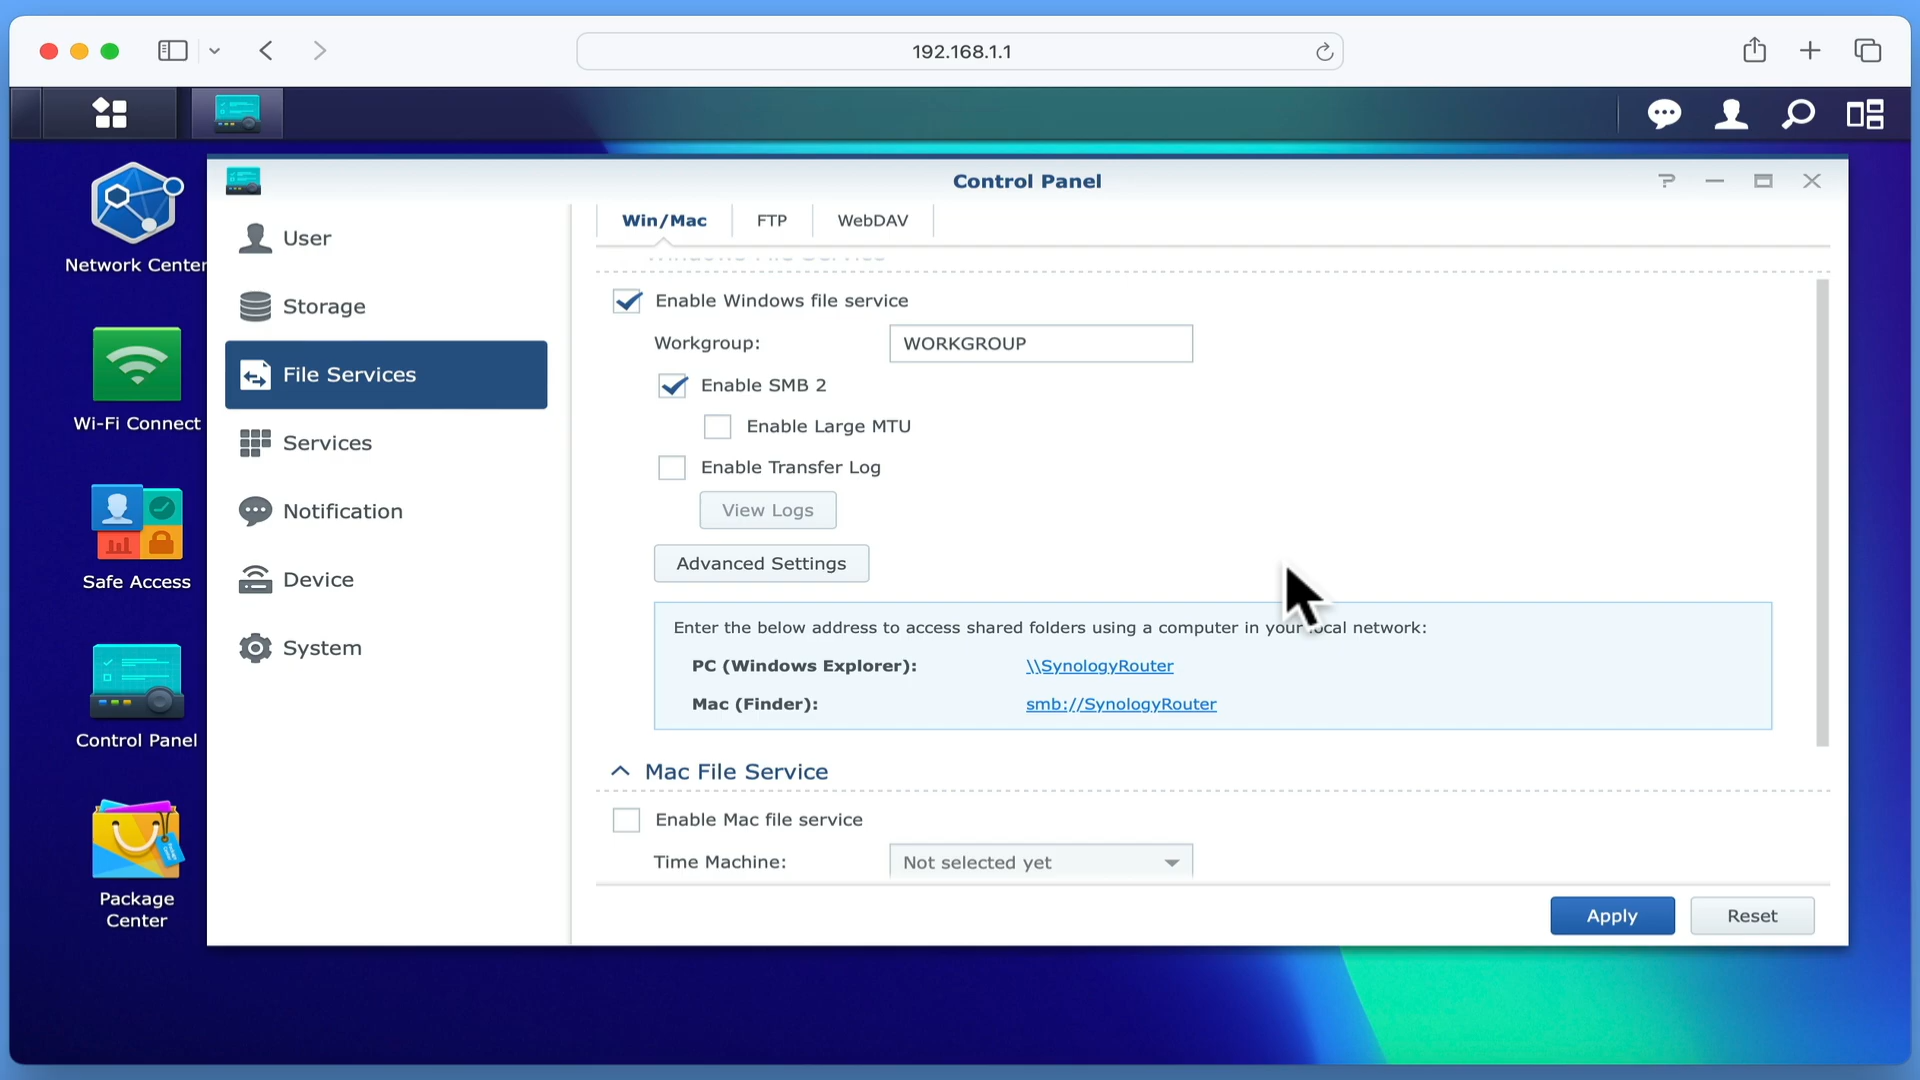 192.168.1.1
Control Panel
Network Center
Wi-Fi Connect
Safe Access
Control Panel
Package
Center
User
Storage
File Services
Services
Notification
Device
System
Win/Mac
FTP
WebDAV
Enable Windows file service
Workgroup: WORKGROUP
Enable SMB 2
Enable Large MTU
Enable Transfer Log
View Logs
Advanced Settings
Enter the below address to access shared folders using a computer in your local network:
PC (Windows Explorer): \\SynologyRouter
Mac (Finder): smb://SynologyRouter
Mac File Service
Enable Mac file service
Time Machine: Not selected yet
Apply
Reset